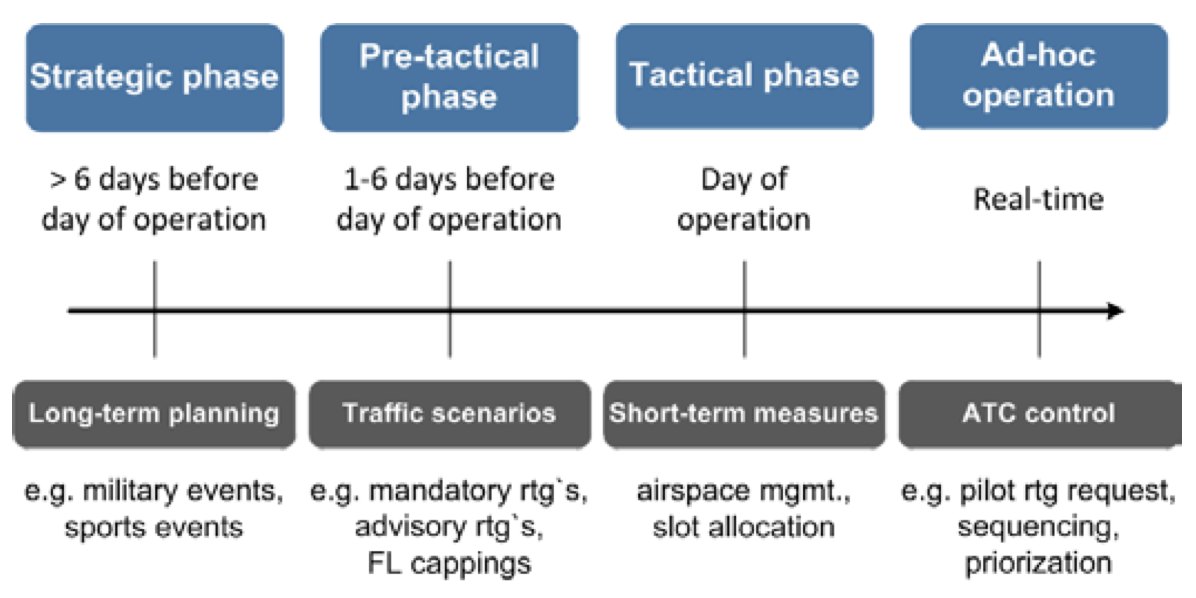 Strategic phase
Pre-tactical
phase
Tactical phase
Ad-hoc
operation
> 6 days before
day of operation
1-6 days before
day of operation
Day of
operation
Real-time
Long-term planning
Traffic scenarios
Short-term measures
ATC control
e.g. military events,
sports events
e.g. mandatory rtg`s,
advisory rtg`s,
FL cappings
airspace mgmt.,
slot allocation
e.g. pilot rtg request,
sequencing,
priorization